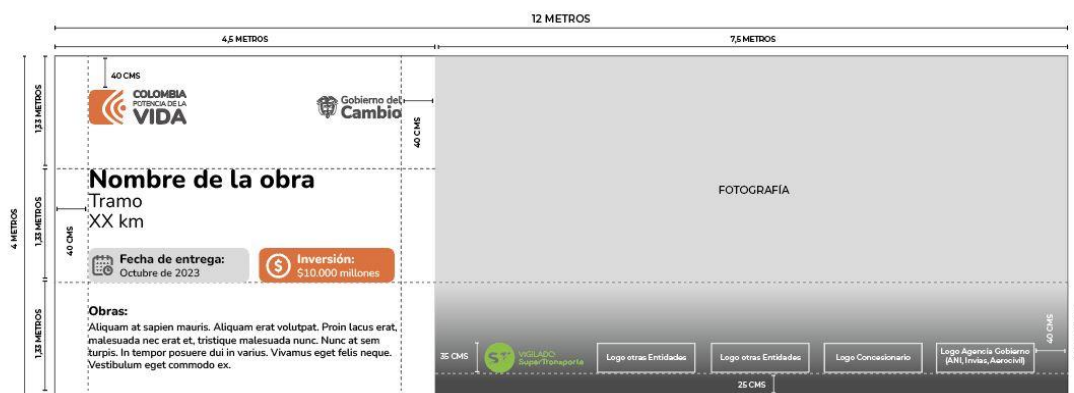 12 METROS
4,5 METROS
7,5 METROS
40 CMS
COLOMBIA
POTENCIA DE LA
VIDA
Gobierno del
Cambio
40 CMS
1,33 METROS
4 METROS
1,33 METROS
40 CMS
1,33 METROS
Nombre de la obra
Tramo
XX km
Fecha de entrega:
Octubre de 2023
Inversión:
$10.000 millones
Obras:
Aliquam at sapien mauris. Aliquam erat volutpat. Proin lacus erat,
malesuada nec erat et, tristique malesuada nunc. Nunc at sem
turpis. In tempor posuere dui in varius. Vivamus eget felis neque.
Vestibulum eget commodo ex.
FOTOGRAFÍA
35 CMS
ST
VIGILADO
SuperTransporte
Logo otras Entidades
Logo otras Entidades
Logo Concesionario
Logo Agencia Gobierno
(ANI, Invias, Aerocivil)
40 CMS
25 CMS